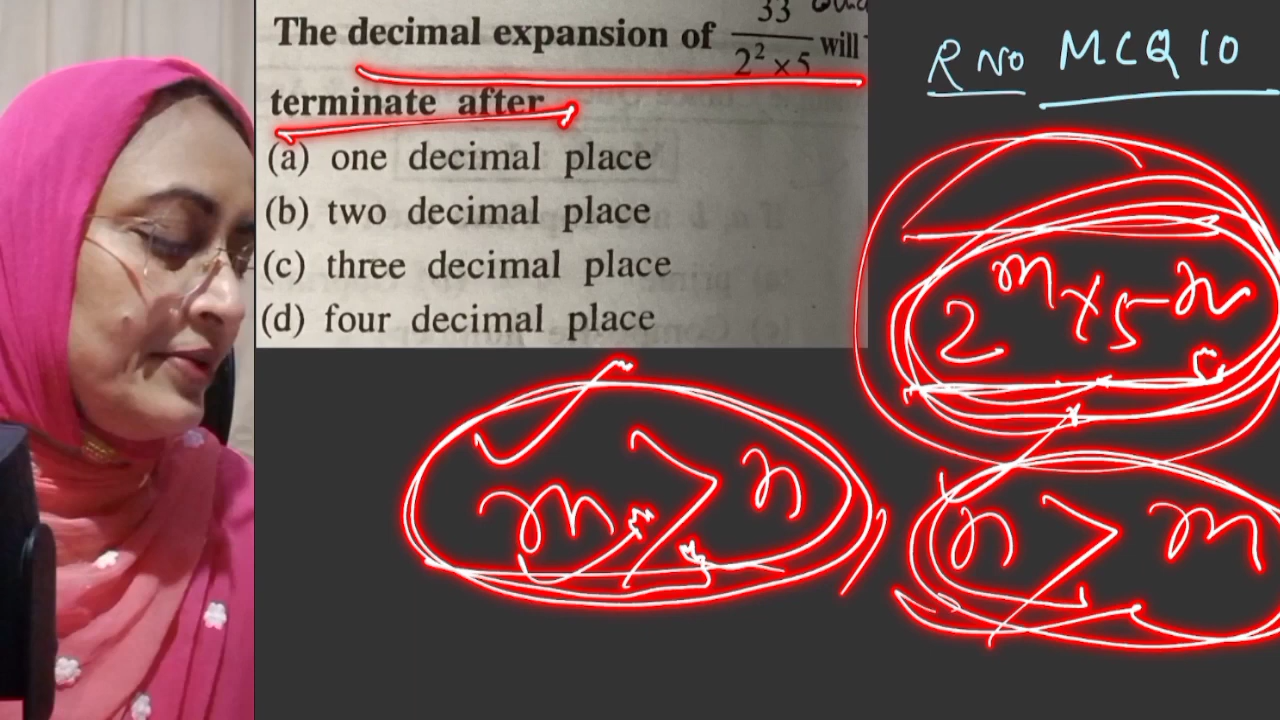 The decimal expansion of 33/2² × 5 will
terminate after
(a) one decimal place
(b) two decimal place
(c) three decimal place
(d) four decimal place
R NO MCQ 10
2^m × 5^n
m > n
n > m